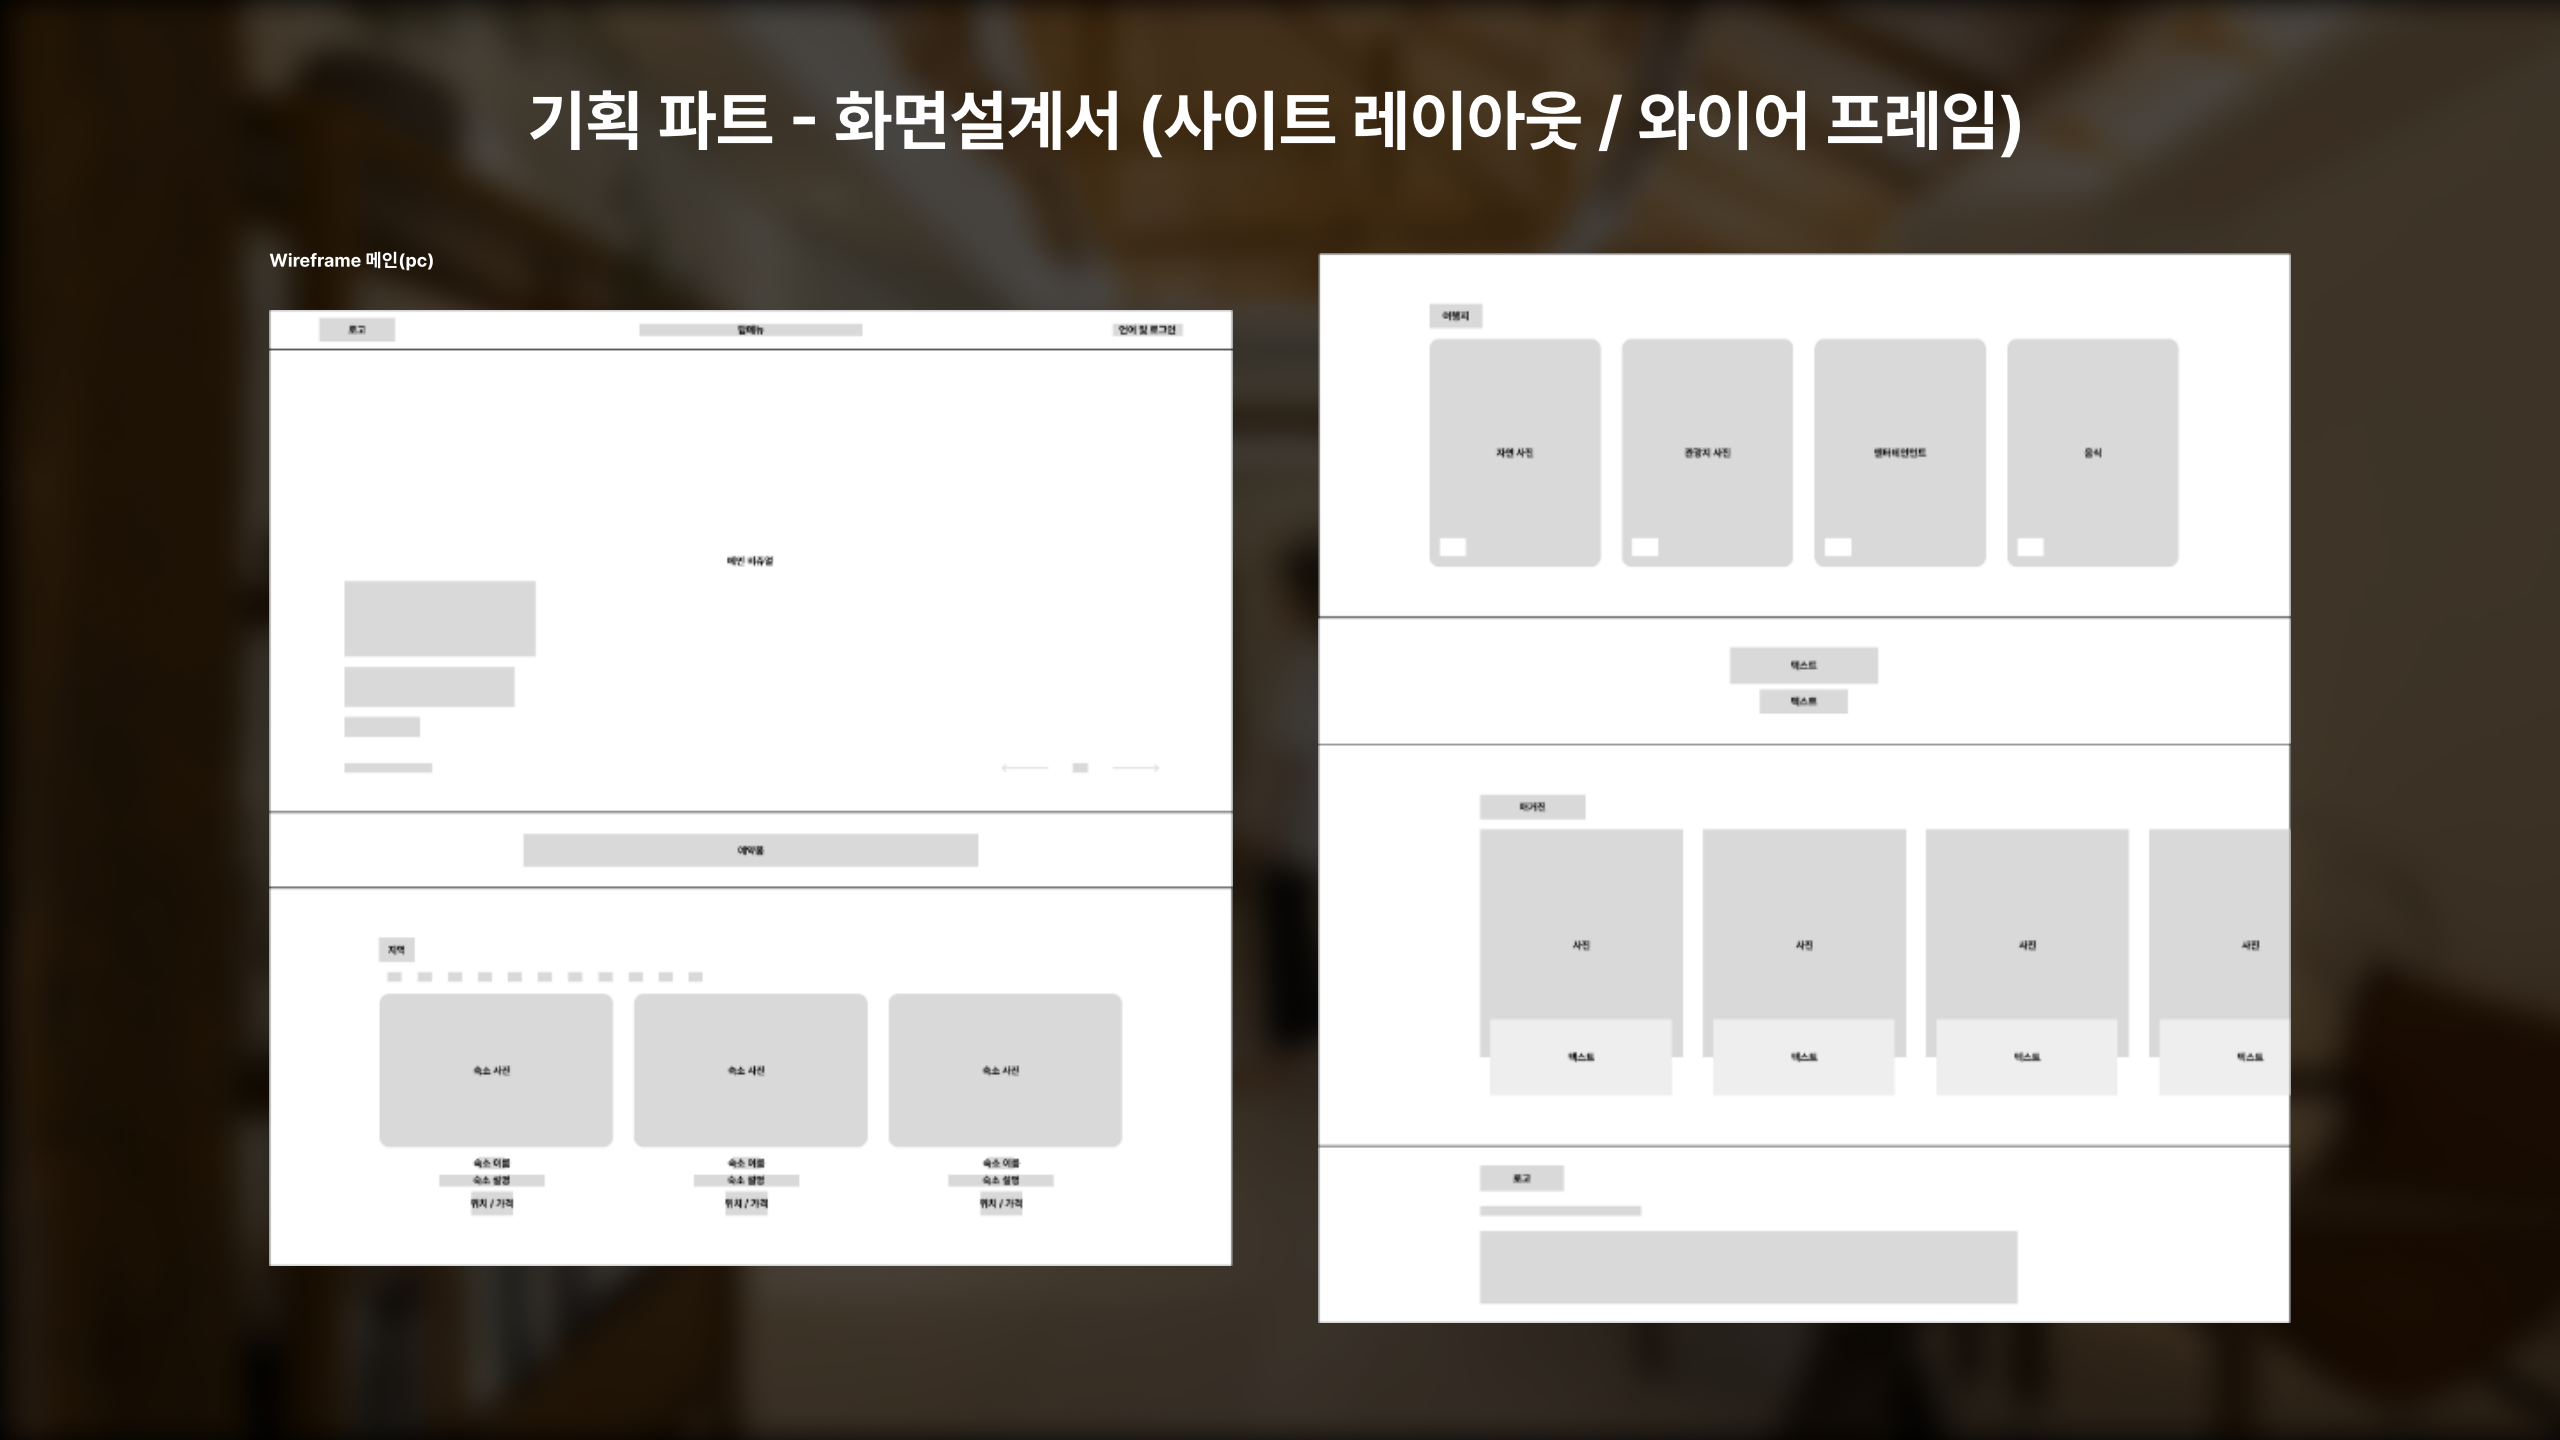 기획 파트 - 화면설계서 (사이트 레이아웃 / 와이어 프레임)
Wireframe 메인(pc)
로고
탑메뉴
언어 및 로그인
메인 비쥬얼
예약폼
지역
숙소 사진
숙소 사진
숙소 사진
숙소 이름
숙소 이름
숙소 이름
숙소 설명
숙소 설명
숙소 설명
위치 / 가격
위치 / 가격
위치 / 가격
여행지
자연 사진
관광지 사진
엔터테인먼트
음식
텍스트
텍스트
매거진
사진
사진
사진
사진
텍스트
텍스트
텍스트
텍스트
로고